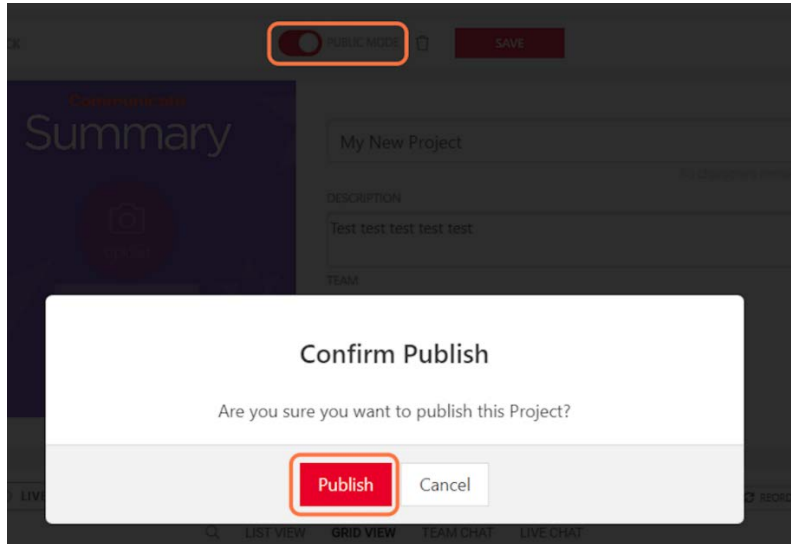 PUBLIC MODE
SAVE
Communicate
Summary
My New Project
DESCRIPTION
Test test test test test
TEAM
Confirm Publish
Are you sure you want to publish this Project?
Publish Cancel
LIST VIEW GRID VIEW TEAM CHAT LIVE CHAT